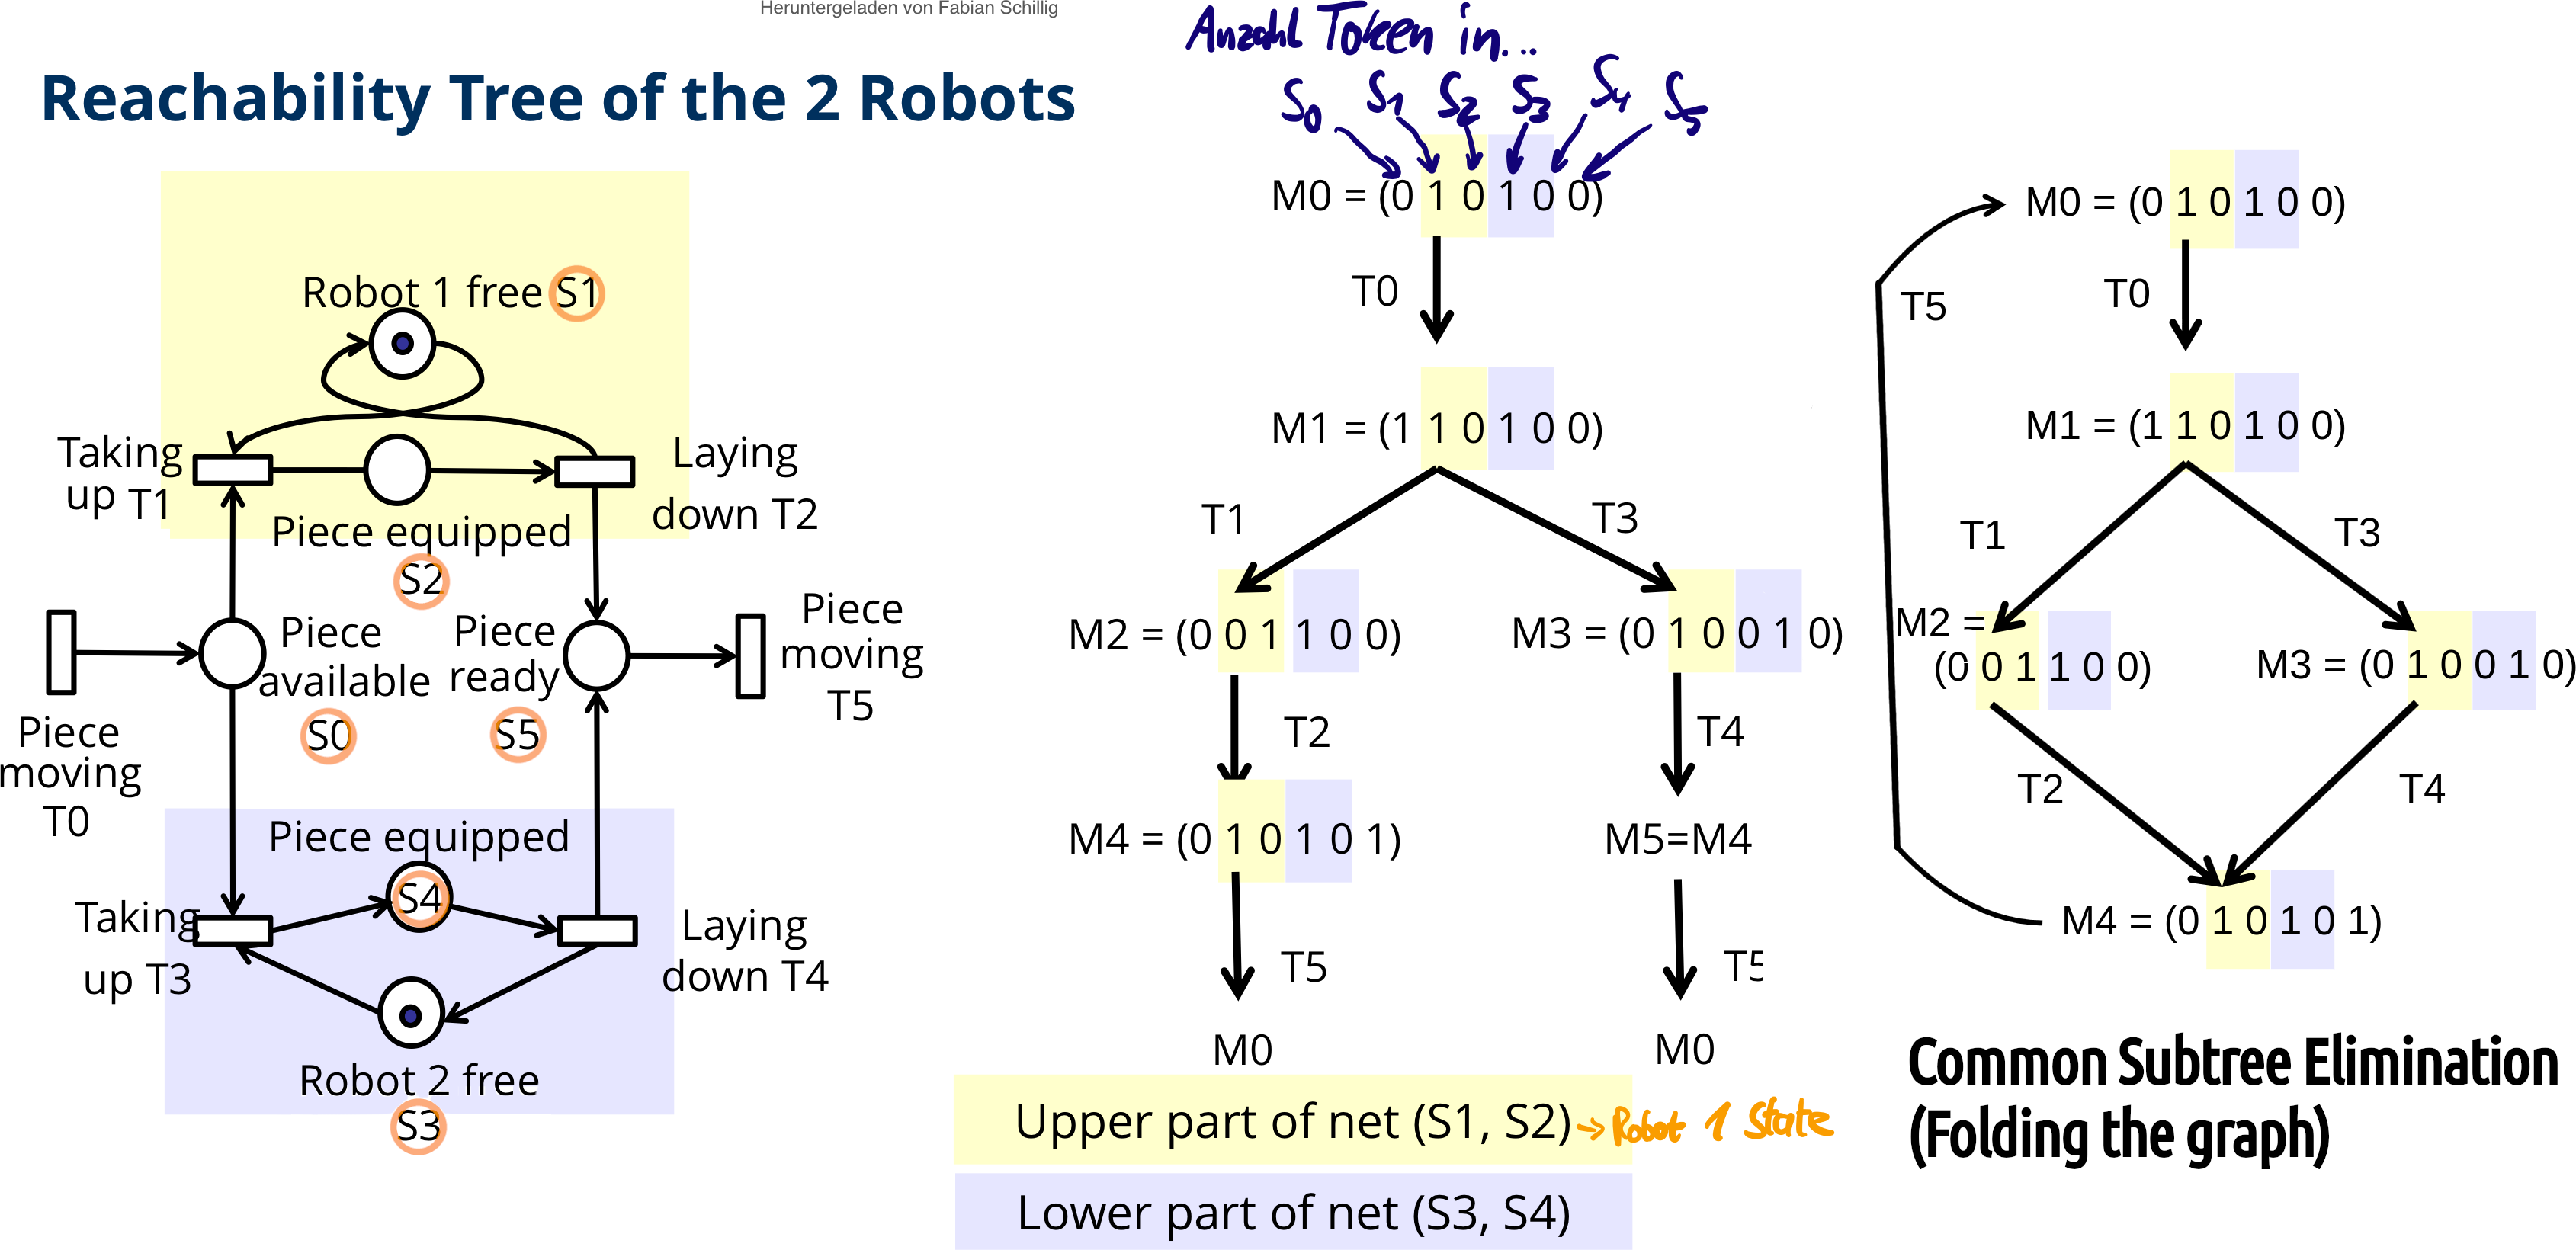 Heruntergeladen von Fabian Schillig
Anzahl Token in...
Reachability Tree of the 2 Robots
S0 S1 S2 S3 S4 S5
Robot 1 free S1
Taking
up T1
Laying
down T2
Piece equipped
S2
Piece
available
S0
Piece
ready
S5
Piece
moving
T5
Piece
moving
T0
Piece equipped
S4
Taking
up T3
Laying
down T4
Robot 2 free
S3
M0 = (0 1 0 1 0 0)
T0
M1 = (1 1 0 1 0 0)
T1
T3
M2 = (0 0 1 1 0 0)
M3 = (0 1 0 0 1 0)
T2
T4
M4 = (0 1 0 1 0 1)
M5=M4
T5
T5
M0
M0
Upper part of net (S1, S2) → Robot 1 State
Lower part of net (S3, S4)
M0 = (0 1 0 1 0 0)
T5
T0
M1 = (1 1 0 1 0 0)
T1
T3
M2 =
(0 0 1 1 0 0)
M3 = (0 1 0 0 1 0)
T2
T4
M4 = (0 1 0 1 0 1)
Common Subtree Elimination
(Folding the graph)